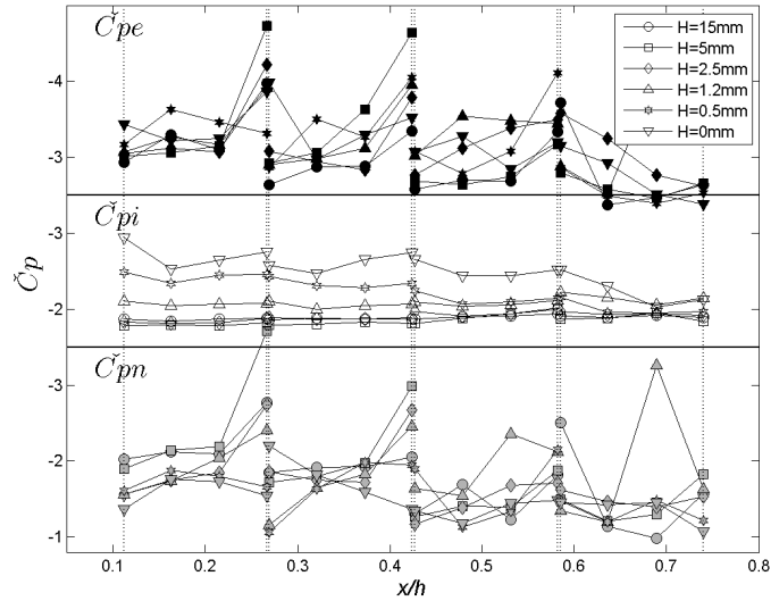 Čpe
H=15mm
H=5mm
H=2.5mm
H=1.2mm
H=0.5mm
H=0mm
-4
-3
Čpi
-3
-2
Čp
Čpn
-3
-2
-1
0.1 0.2 0.3 0.4 0.5 0.6 0.7 0.8
x/h